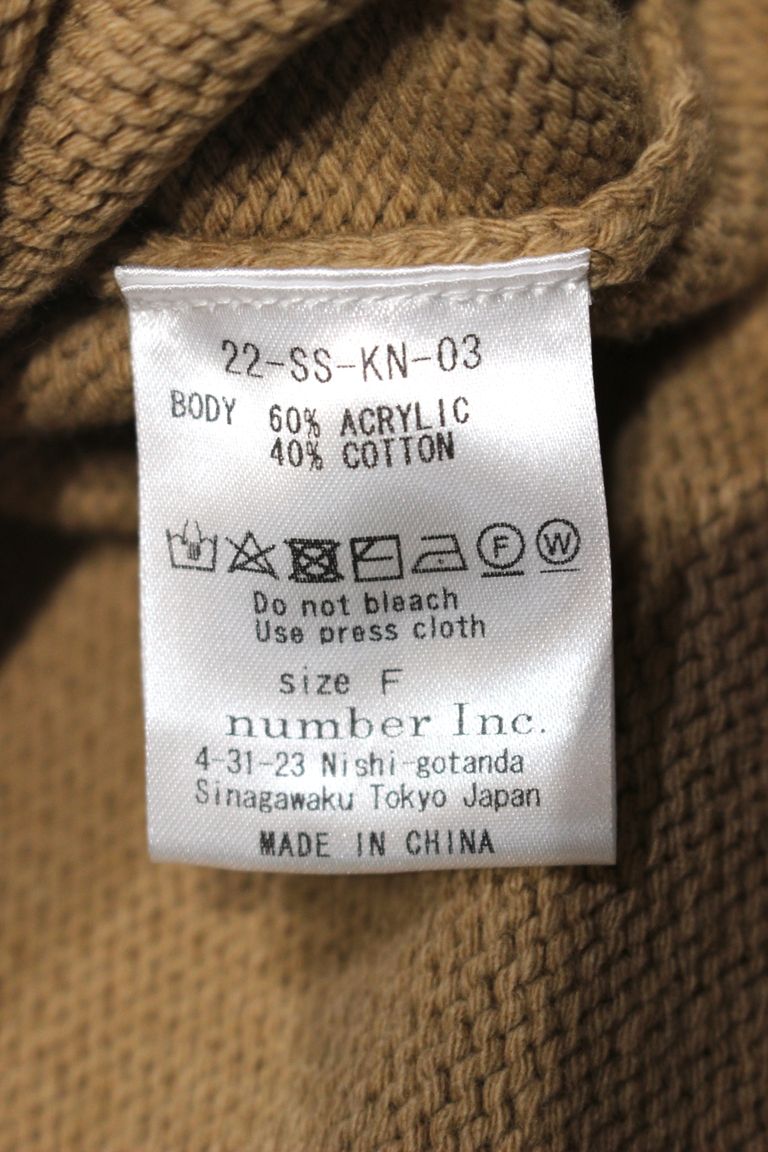 22-SS-KN-03
BODY 60% ACRYLIC
40% COTTON
F W
Do not bleach
Use press cloth
size F
number Inc.
4-31-23 Nishi-gotanda
Sinagawaku Tokyo Japan
MADE IN CHINA